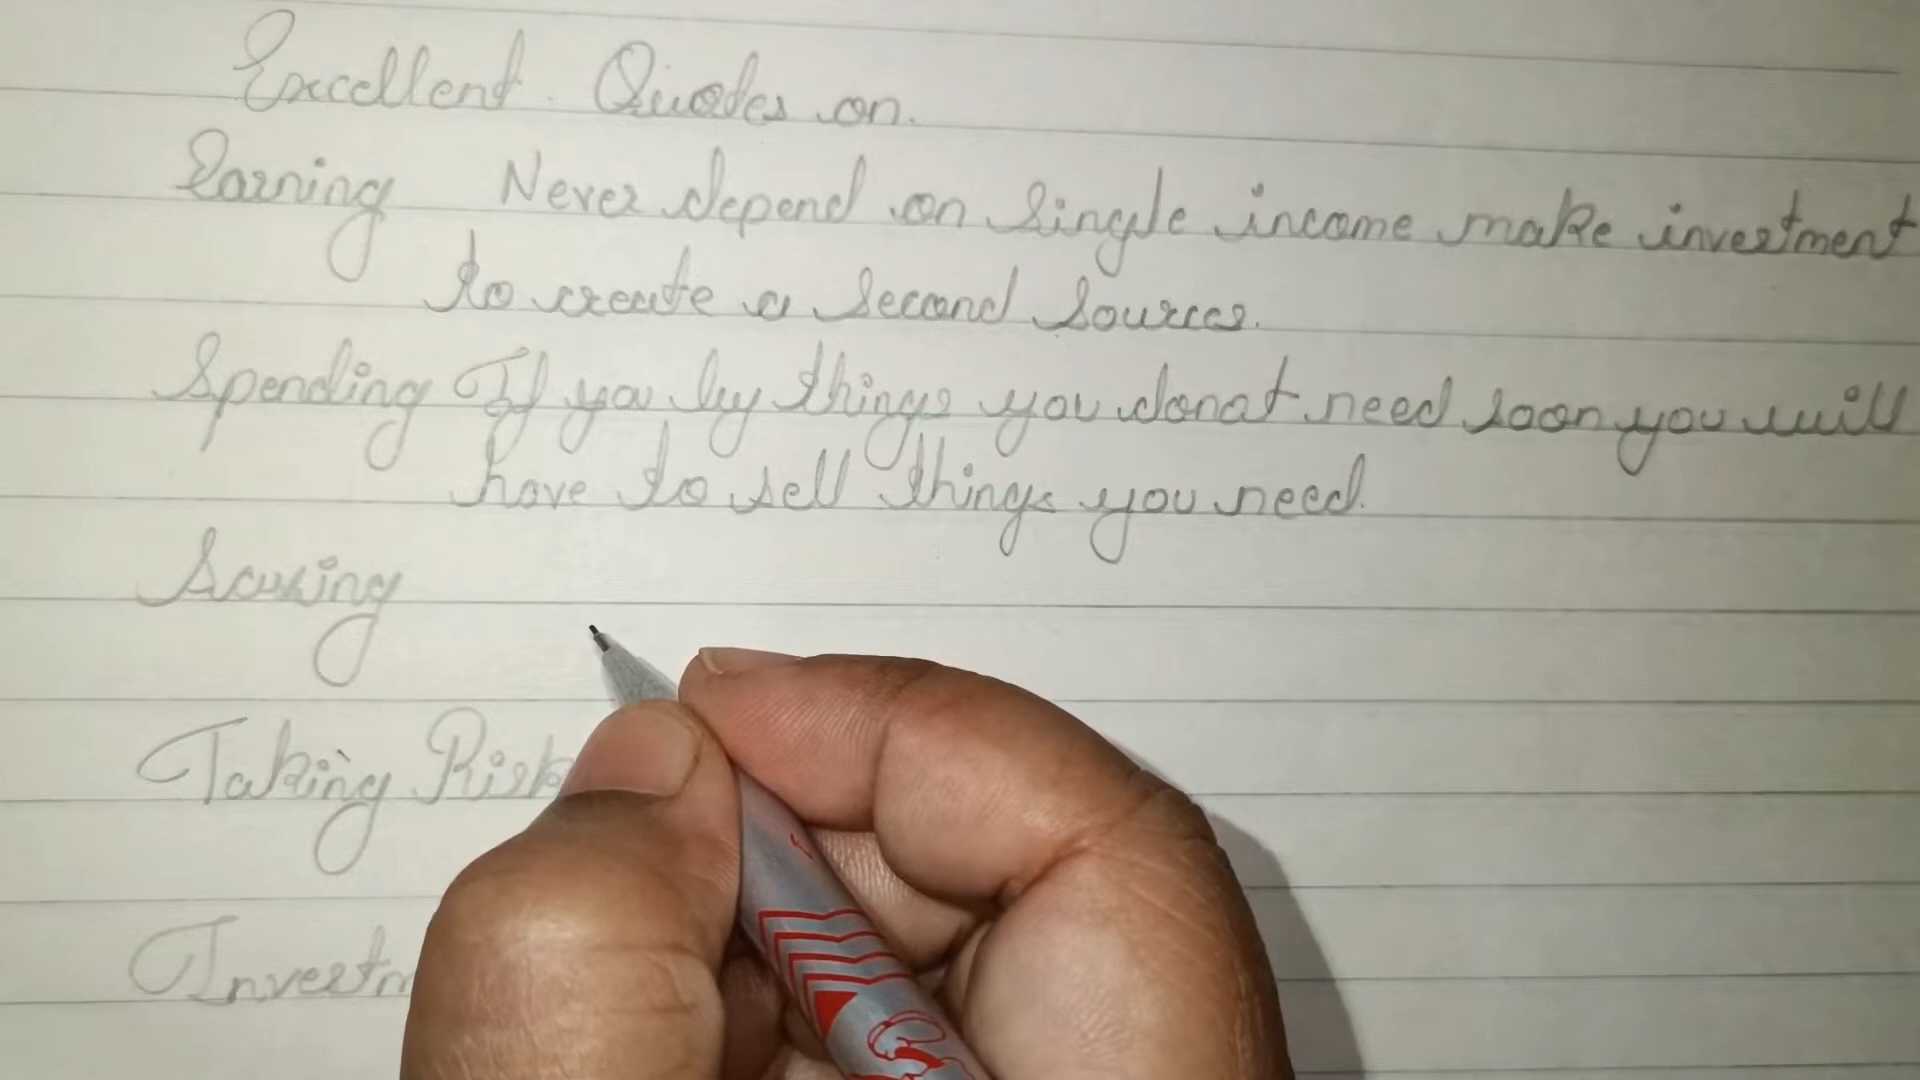 Excellent Quotes on.
Earning Never depend on single income make investment
to create a second sources.
Spending If you by things you donot need soon you will
have to sell things you need.
Saving
Taking Risk
Investm